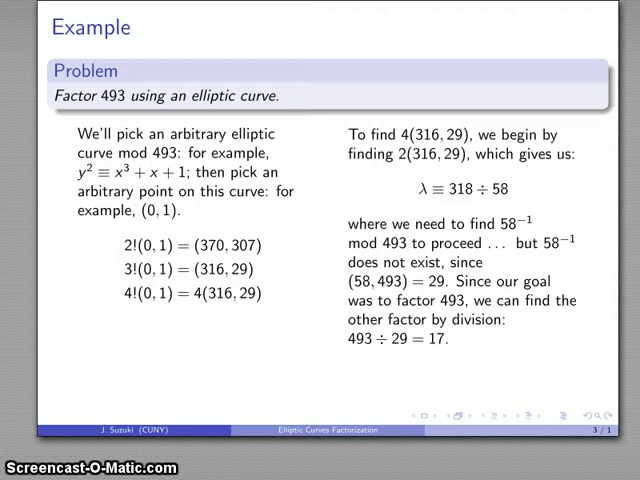 Example
Problem
Factor 493 using an elliptic curve.
We'll pick an arbitrary elliptic
curve mod 493: for example,
y² ≡ x³ + x + 1; then pick an
arbitrary point on this curve: for
example, (0, 1).
2!(0, 1) = (370, 307)
3!(0, 1) = (316, 29)
4!(0, 1) = 4(316, 29)
To find 4(316, 29), we begin by
finding 2(316, 29), which gives us:
λ ≡ 318 ÷ 58
where we need to find 58⁻¹
mod 493 to proceed … but 58⁻¹
does not exist, since
(58, 493) = 29. Since our goal
was to factor 493, we can find the
other factor by division:
493 ÷ 29 = 17.
J. Suzuki (CUNY)
Elliptic Curves Factorization
3 / 1
Screencast-O-Matic.com